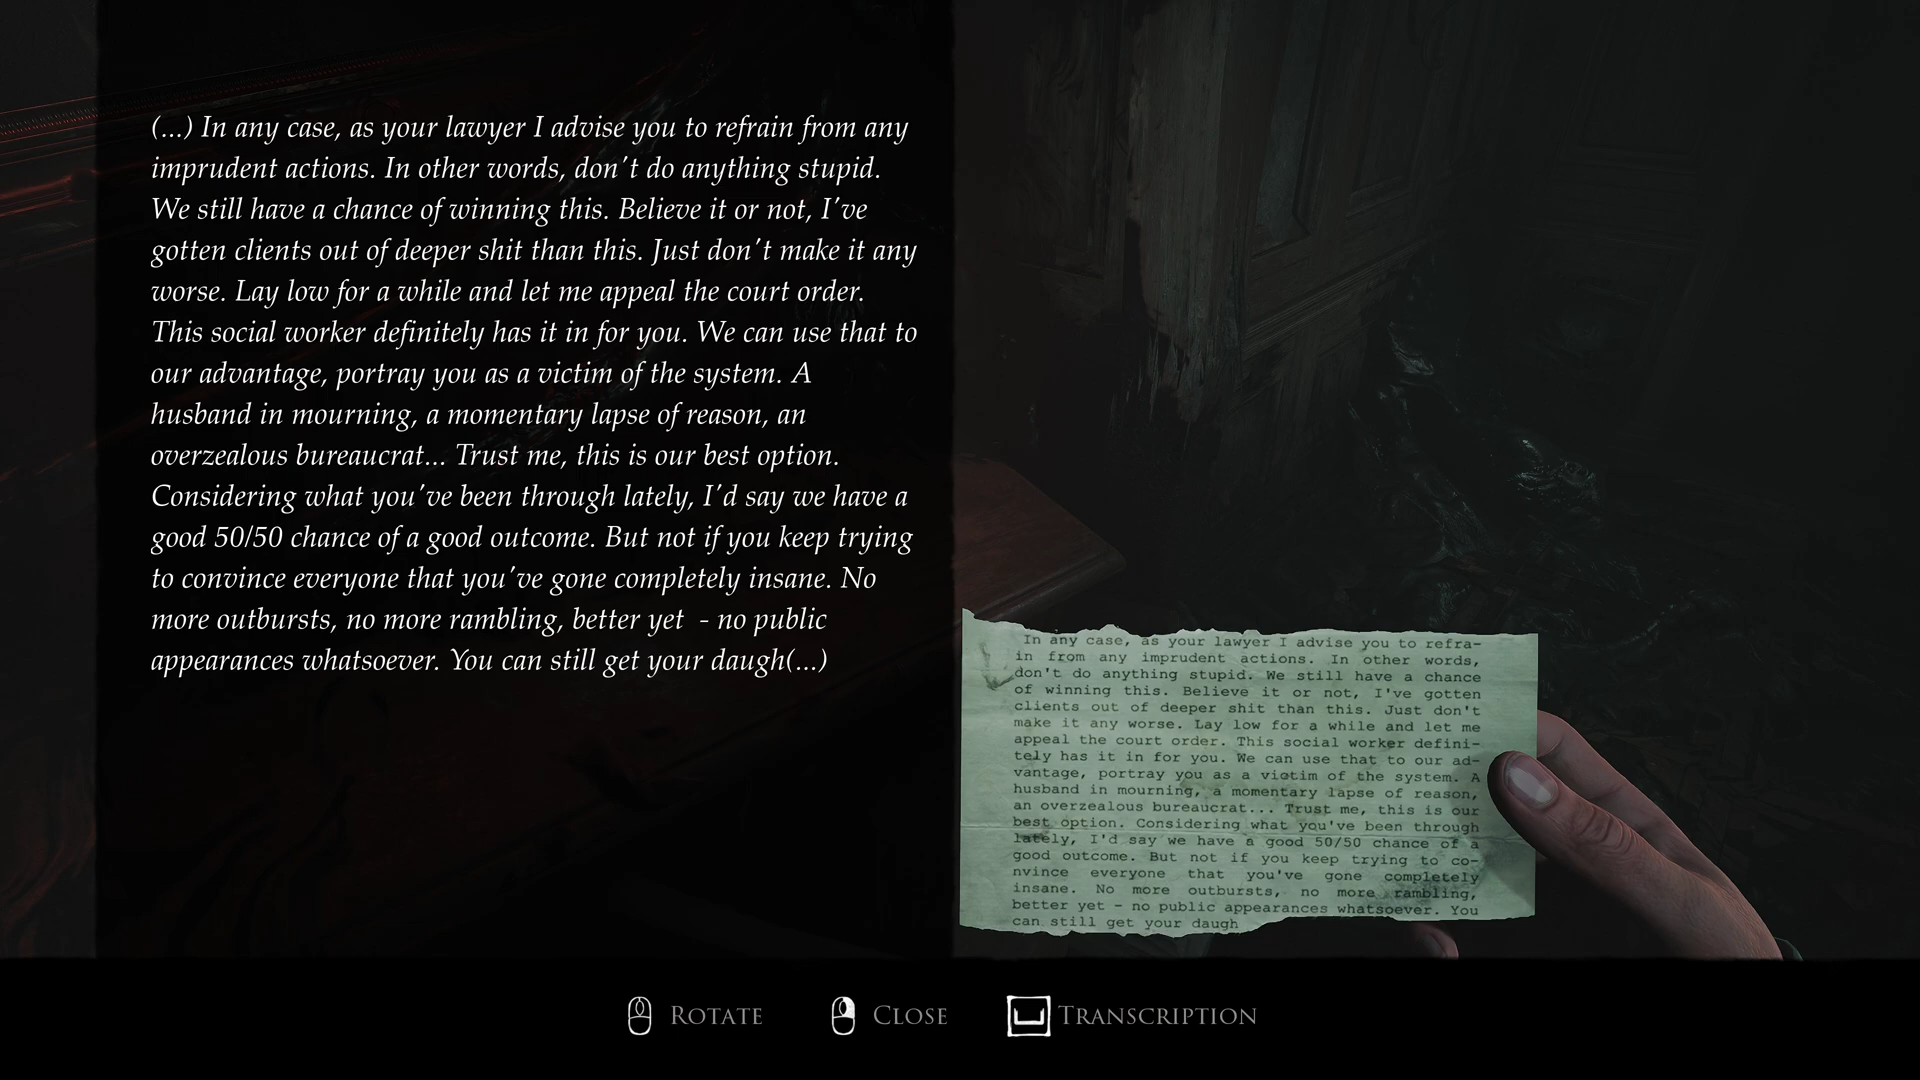 (...) In any case, as your lawyer I advise you to refrain from any
imprudent actions. In other words, don't do anything stupid.
We still have a chance of winning this. Believe it or not, I've
gotten clients out of deeper shit than this. Just don't make it any
worse. Lay low for a while and let me appeal the court order.
This social worker definitely has it in for you. We can use that to
our advantage, portray you as a victim of the system. A
husband in mourning, a momentary lapse of reason, an
overzealous bureaucrat... Trust me, this is our best option.
Considering what you've been through lately, I'd say we have a
good 50/50 chance of a good outcome. But not if you keep trying
to convince everyone that you've gone completely insane. No
more outbursts, no more rambling, better yet  - no public
appearances whatsoever. You can still get your daugh(...)
In any case, as your lawyer I advise you to refra-
in from any imprudent actions. In other words,
don't do anything stupid. We still have a chance
of winning this. Believe it or not, I've gotten
clients out of deeper shit than this. Just don't
make it any worse. Lay low for a while and let me
appeal the court order. This social worker defini-
tely has it in for you. We can use that to our ad-
vantage, portray you as a victim of the system. A
husband in mourning, a momentary lapse of reason,
an overzealous bureaucrat... Trust me, this is our
best option. Considering what you've been through
lately, I'd say we have a good 50/50 chance of a
good outcome. But not if you keep trying to co-
nvince everyone that you've gone completely
insane. No more outbursts, no more rambling,
better yet - no public appearances whatsoever. You
can still get your daugh
Rotate
Close
Transcription